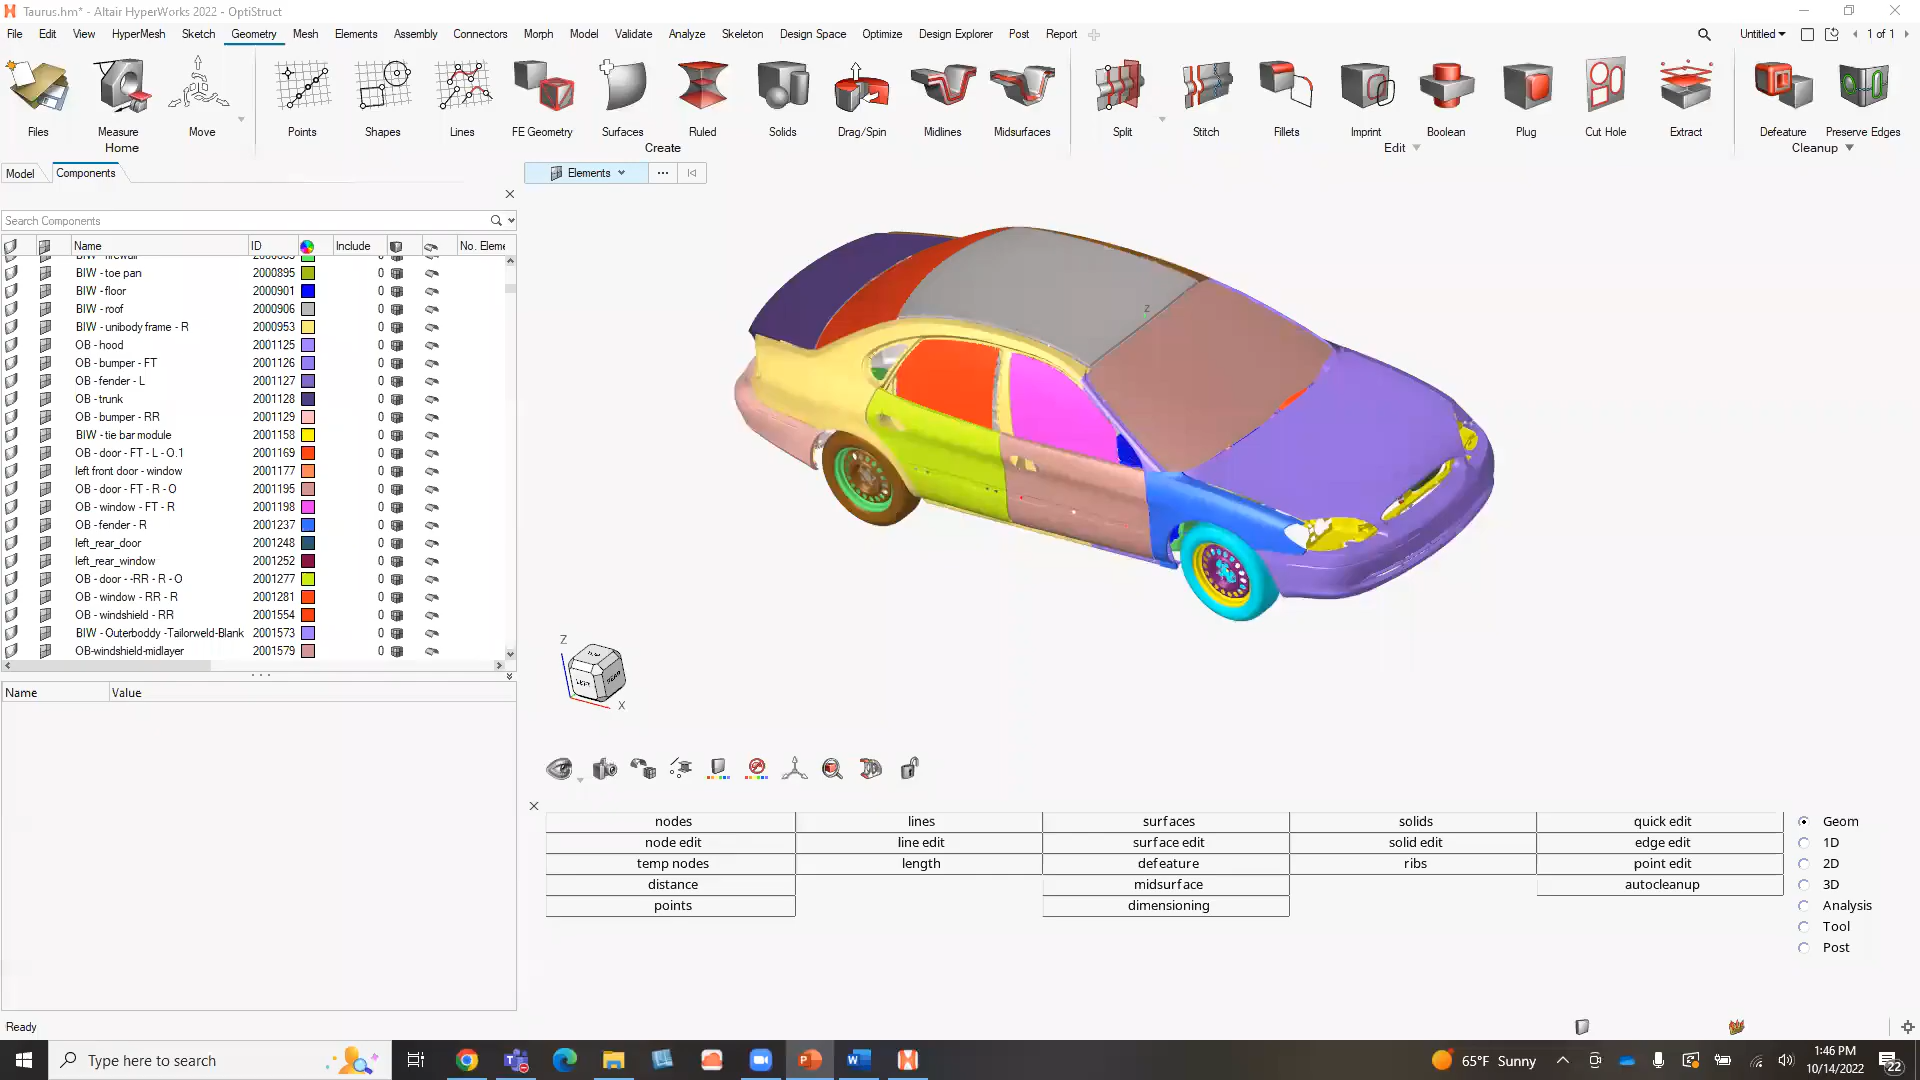 Taurus.hm* - Altair HyperWorks 2022 - OptiStruct
File Edit View HyperMesh Sketch Geometry Mesh Elements Assembly Connectors Morph Model Validate Analyze Skeleton Design Space Optimize Design Explorer Post Report Untitled 1 of 1
Files Measure Move Points Shapes Lines FE Geometry Surfaces Ruled Solids Drag/Spin Midlines Midsurfaces Split Stitch Fillets Imprint Boolean Plug Cut Hole Extract Defeature Preserve Edges
Home Create Edit Cleanup
Model Components
Elements
Search Components
Name ID Include No. Eleme
BIW - toe pan 2000895 0
BIW - floor 2000901 0
BIW - roof 2000906 0
BIW - unibody frame - R 2000953 0
OB - hood 2001125 0
OB - bumper - FT 2001126 0
OB - fender - L 2001127 0
OB - trunk 2001128 0
OB - bumper - RR 2001129 0
BIW - tie bar module 2001158 0
OB - door - FT - L - O.1 2001169 0
left front door - window 2001177 0
OB - door - FT - R - O 2001195 0
OB - window - FT - R 2001198 0
OB - fender - R 2001237 0
left_rear_door 2001248 0
left_rear_window 2001252 0
OB - door - -RR - R - O 2001277 0
OB - window - RR - R 2001281 0
OB - windshield - RR 2001554 0
BIW - Outerboddy -Tailorweld-Blank 2001573 0
OB-windshield-midlayer 2001579 0
Name Value
Z
Z
LEFT
X
nodes lines surfaces solids quick edit Geom
node edit line edit surface edit solid edit edge edit 1D
temp nodes length defeature ribs point edit 2D
distance midsurface autocleanup 3D
points dimensioning Analysis
Tool
Post
Ready
Type here to search
65°F Sunny
1:46 PM
10/14/2022
22